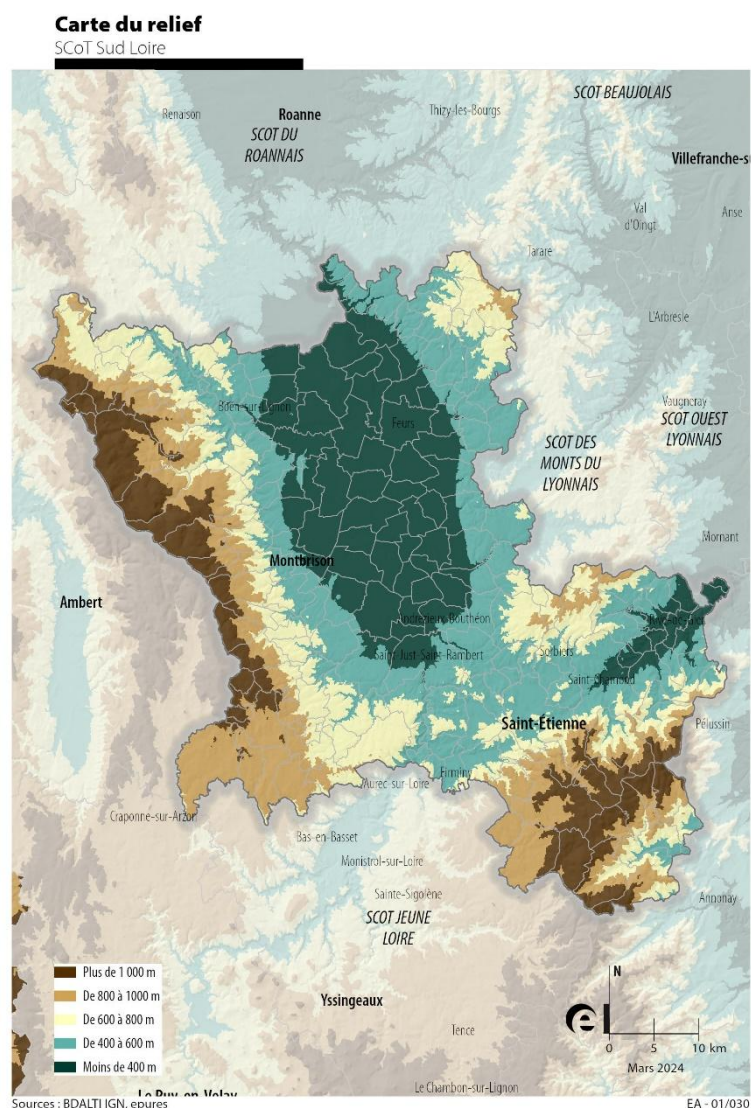 Carte du relief
SCoT Sud Loire
SCOT BEAUJOLAIS
Renaison
Roanne
Thizy-les-Bourgs
SCOT DU
ROANNAIS
Villefranche-s
Val
d'Oingt
Anse
Tarare
L'Arbresle
Boën-sur-Lignon
Feurs
Vaugneray
SCOT OUEST
LYONNAIS
SCOT DES
MONTS DU
LYONNAIS
Mornant
Montbrison
Ambert
Andrézieux-Bouthéon
Saint-Just-Saint-Rambert
Sorbiers
Saint-Chamond
Saint-Etienne
Pélussin
Firminy
Aurec-sur-Loire
Craponne-sur-Arzon
Bas-en-Basset
Monistrol-sur-Loire
Sainte-Sigolène
Annonay
SCOT JEUNE
LOIRE
Plus de 1 000 m
De 800 à 1000 m
De 600 à 800 m
De 400 à 600 m
Moins de 400 m
Yssingeaux
Tence
N
0 5 10 km
Mars 2024
Le Puy-en-Velay
Le Chambon-sur-Lignon
Sources : BDALTI IGN, epures
EA - 01/030